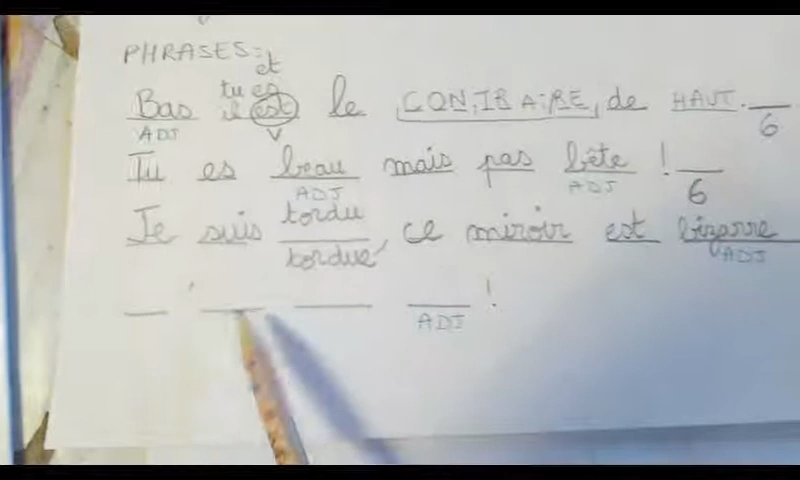 PHRASES:
et
tu es
Bas il est le CONTRAIRE, de HAUT.
ADJ V 6
Tu es beau mais pas bête !
ADJ ADJ 6
tordu
Je suis ce miroir est bizarre
tordue ADJ
' !
ADJ